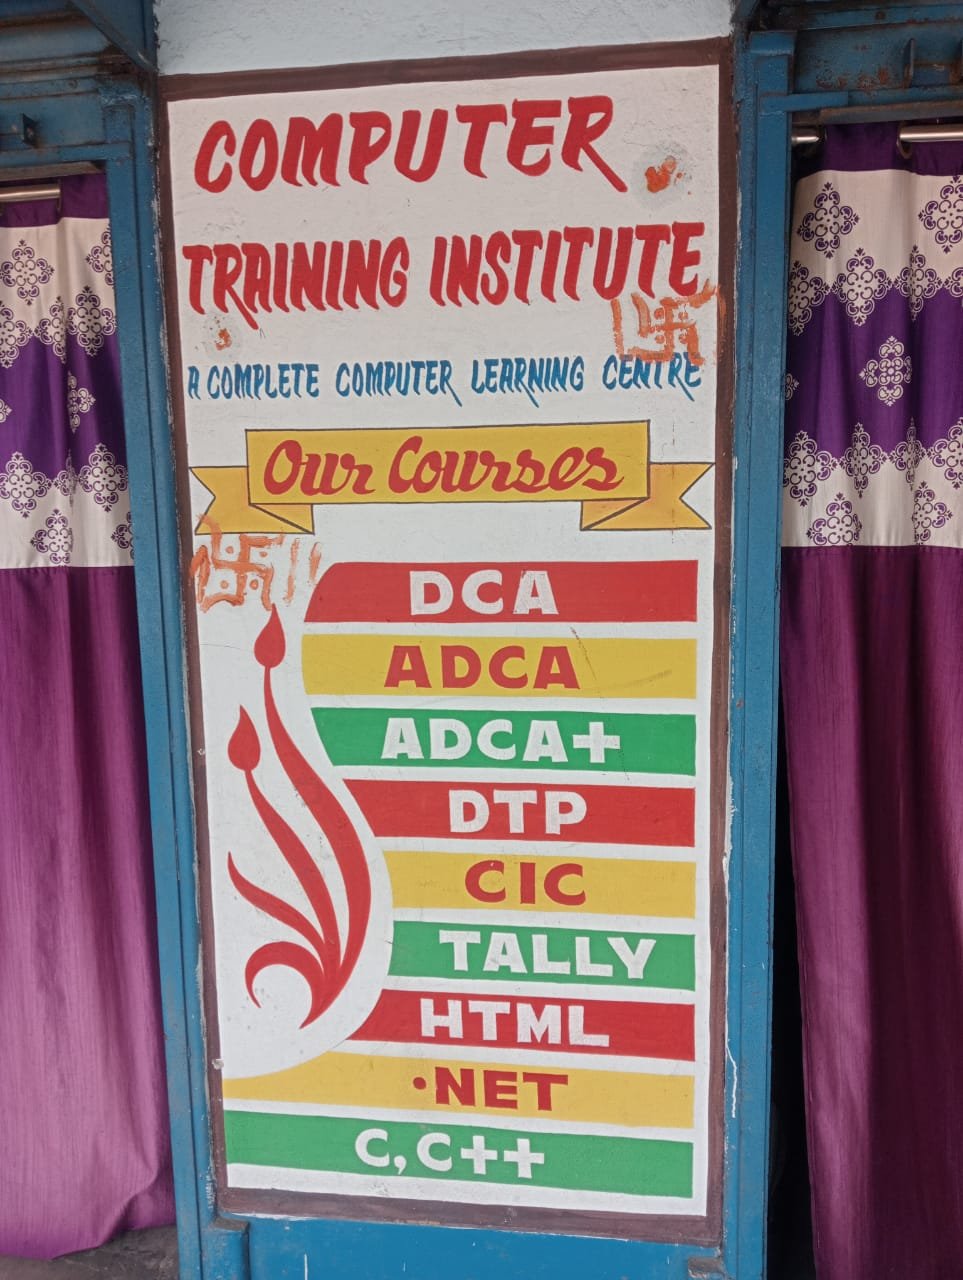 COMPUTER
TRAINING INSTITUTE
A COMPLETE COMPUTER LEARNING CENTRE
Our Courses
DCA
ADCA
ADCA+
DTP
CIC
TALLY
HTML
.NET
C, C++